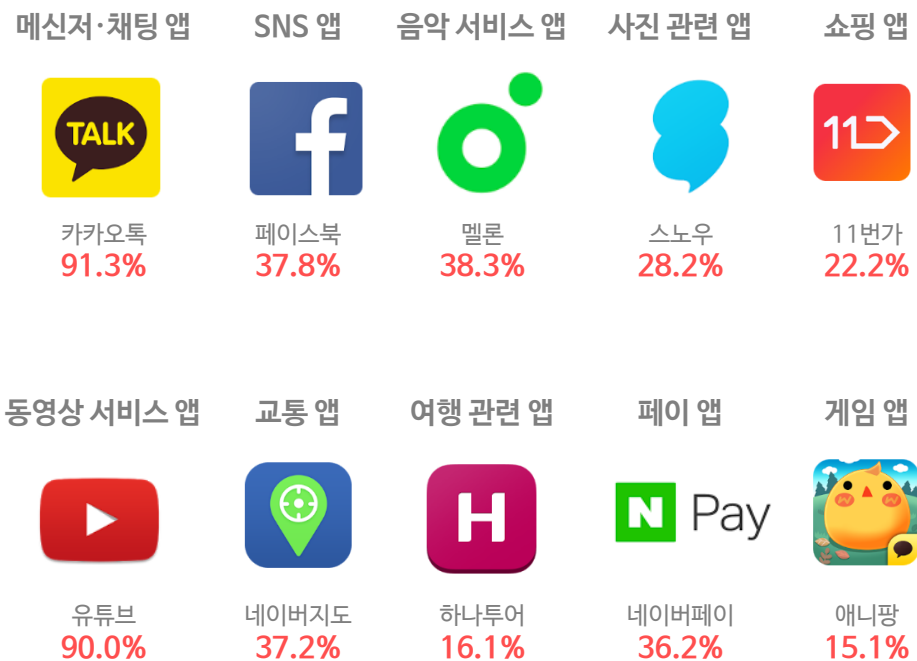 메신저·채팅 앱 SNS 앱 음악 서비스 앱 사진 관련 앱 쇼핑 앱
TALK f 11
카카오톡 페이스북 멜론 스노우 11번가
91.3% 37.8% 38.3% 28.2% 22.2%
동영상 서비스 앱 교통 앱 여행 관련 앱 페이 앱 게임 앱
H N Pay
유튜브 네이버지도 하나투어 네이버페이 애니팡
90.0% 37.2% 16.1% 36.2% 15.1%